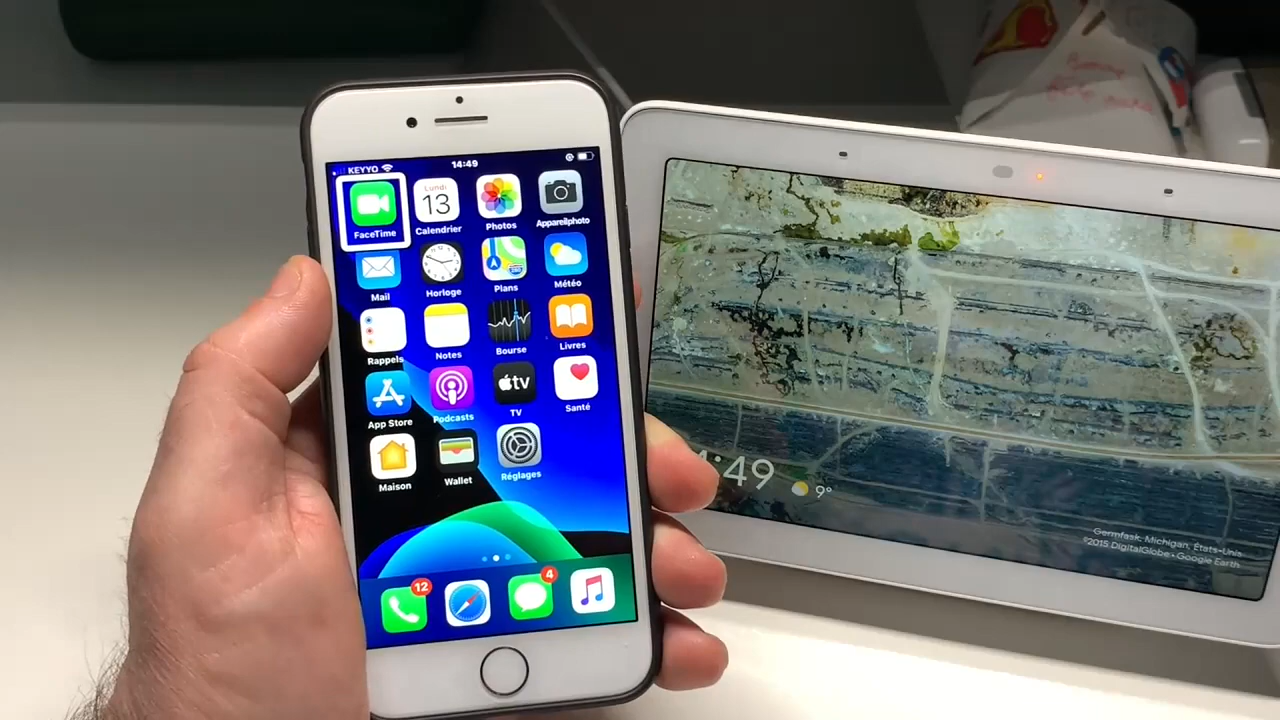 KEYYO 14:49
FaceTime
Lundi
13
Calendrier
Photos
Appareil photo
Mail
Horloge
Plans
Météo
Rappels
Notes
Bourse
Livres
App Store
Podcasts
tv
TV
Santé
Maison
Wallet
Réglages
12
4
:49 9°
Germfask, Michigan, États-Unis
©2015 DigitalGlobe • Google Earth